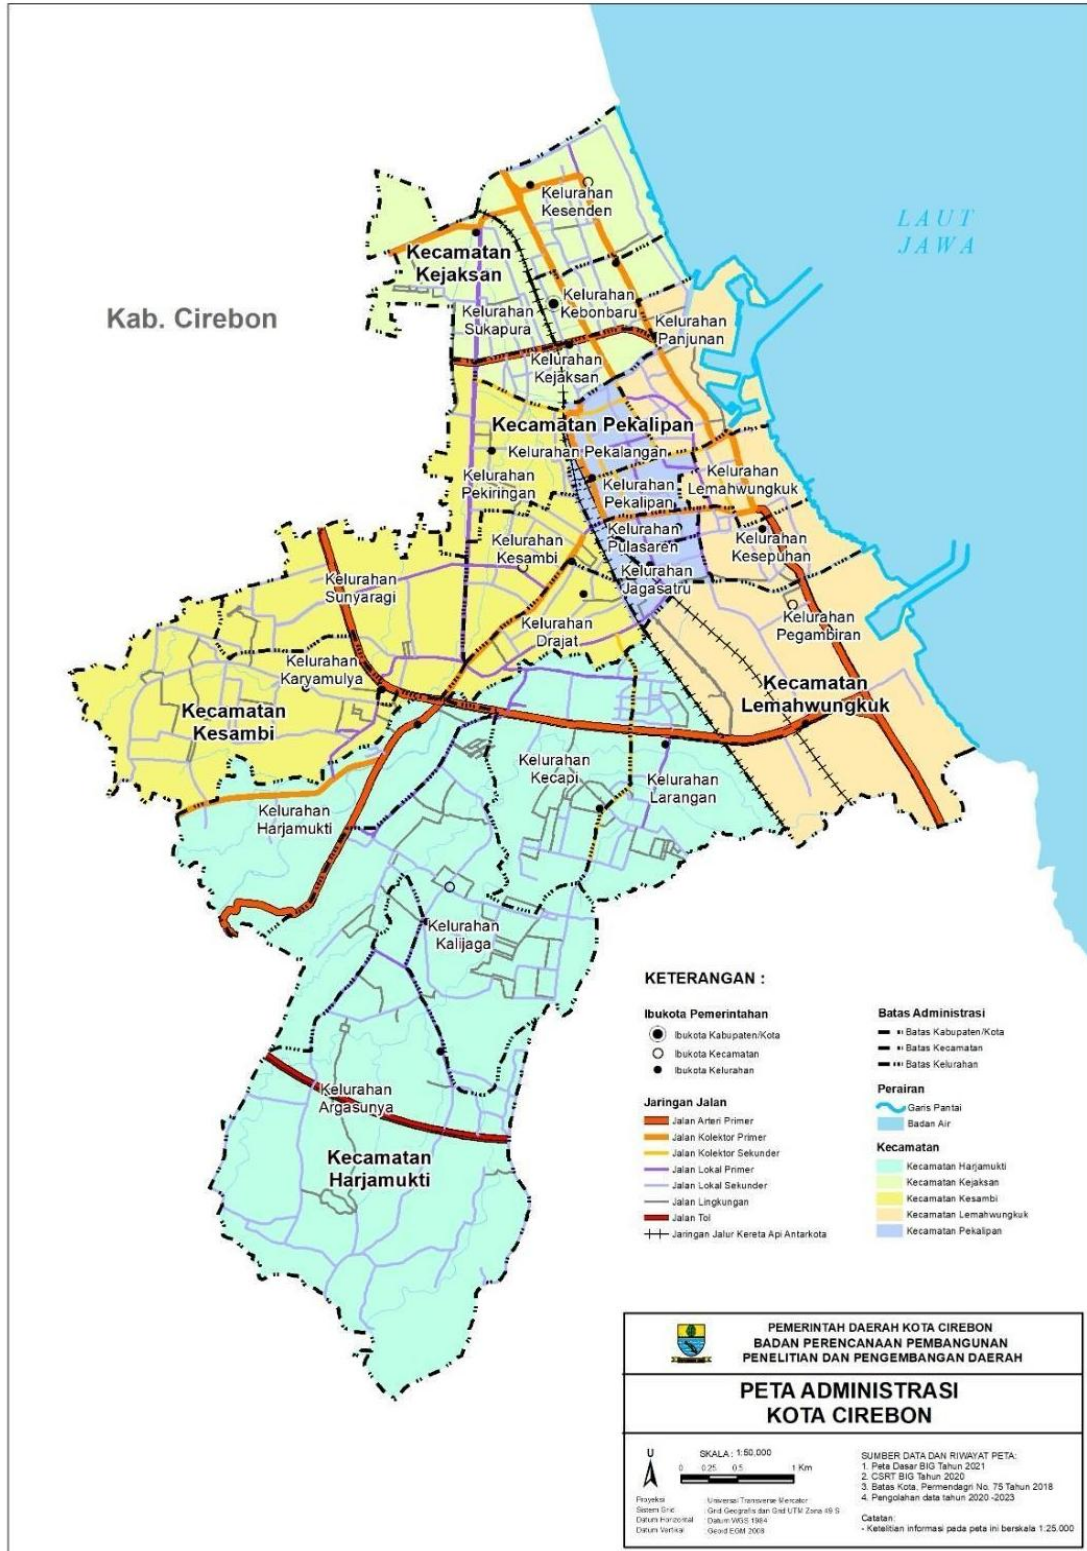 LAUT
JAWA
Kab. Cirebon
Kelurahan
Kesenden
Kecamatan
Kejaksan
Kelurahan
Sukapura
Kelurahan
Kebonbaru
Kelurahan
Panjunan
Kelurahan
Kejaksan
Kecamatan Pekalipan
Kelurahan Pekalangan
Kelurahan
Pekiringan
Kelurahan
Pekalipan
Kelurahan
Lemahwungkuk
Kelurahan
Kesambi
Kelurahan
Pulasaren
Kelurahan
Kesepuhan
Kelurahan
Sunyaragi
Kelurahan
Jagasatru
Kelurahan
Drajat
Kelurahan
Pegambiran
Kelurahan
Karyamulya
Kecamatan
Kesambi
Kecamatan
Lemahwungkuk
Kelurahan
Kecapi
Kelurahan
Larangan
Kelurahan
Harjamukti
Kelurahan
Kalijaga
Kelurahan
Argasunya
Kecamatan
Harjamukti
KETERANGAN :
Ibukota Pemerintahan
Ibukota Kabupaten/Kota
Ibukota Kecamatan
Ibukota Kelurahan
Jaringan Jalan
Jalan Arteri Primer
Jalan Kolektor Primer
Jalan Kolektor Sekunder
Jalan Lokal Primer
Jalan Lokal Sekunder
Jalan Lingkungan
Jalan Tol
Jaringan Jalur Kereta Api Antarkota
Batas Administrasi
Batas Kabupaten/Kota
Batas Kecamatan
Batas Kelurahan
Perairan
Garis Pantai
Badan Air
Kecamatan
Kecamatan Harjamukti
Kecamatan Kejaksan
Kecamatan Kesambi
Kecamatan Lemahwungkuk
Kecamatan Pekalipan
PEMERINTAH DAERAH KOTA CIREBON
BADAN PERENCANAAN PEMBANGUNAN
PENELITIAN DAN PENGEMBANGAN DAERAH
PETA ADMINISTRASI
KOTA CIREBON
U
SKALA : 1:50,000
0 0.25 0.5 1 Km
Proyeksi Universal Transverse Mercator
Sistem Grid Grid Geografis dan Grid UTM Zona 49 S
Datum Horizontal Datum WGS 1984
Datum Vertikal Geoid EGM 2008
SUMBER DATA DAN RIWAYAT PETA:
1. Peta Dasar BIG Tahun 2021
2. CSRT BIG Tahun 2020
3. Batas Kota, Permendagri No. 75 Tahun 2018
4. Pengolahan data tahun 2020 -2023
Catatan:
- Ketelitian informasi pada peta ini berskala 1:25.000